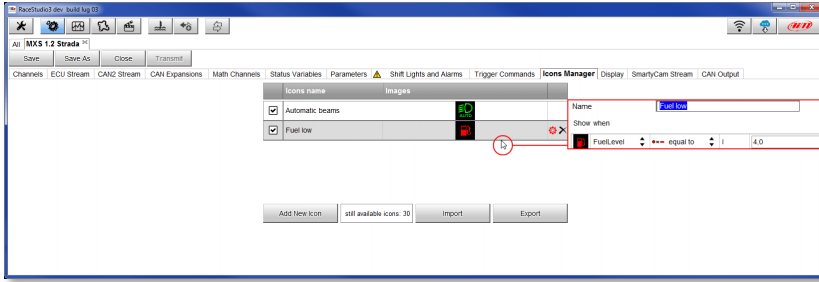 RaceStudio3 dev build lug 03
All MXS 1.2 Strada
Save Save As Close Transmit
Channels ECU Stream CAN2 Stream CAN Expansions Math Channels Status Variables Parameters Shift Lights and Alarms Trigger Commands Icons Manager Display SmartyCam Stream CAN Output
Icons name Images
Automatic beams AUTO
Fuel low
Name Fuel low
Show when
FuelLevel equal to l 4,0
Add New Icon still available icons: 30 Import Export